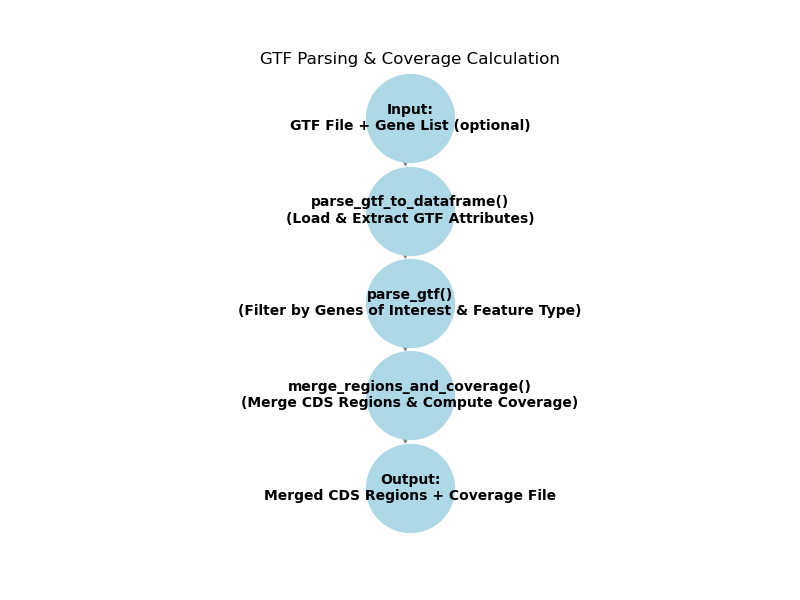 GTF Parsing & Coverage Calculation
Input:
GTF File + Gene List (optional)
parse_gtf_to_dataframe()
(Load & Extract GTF Attributes)
parse_gtf()
(Filter by Genes of Interest & Feature Type)
merge_regions_and_coverage()
(Merge CDS Regions & Compute Coverage)
Output:
Merged CDS Regions + Coverage File